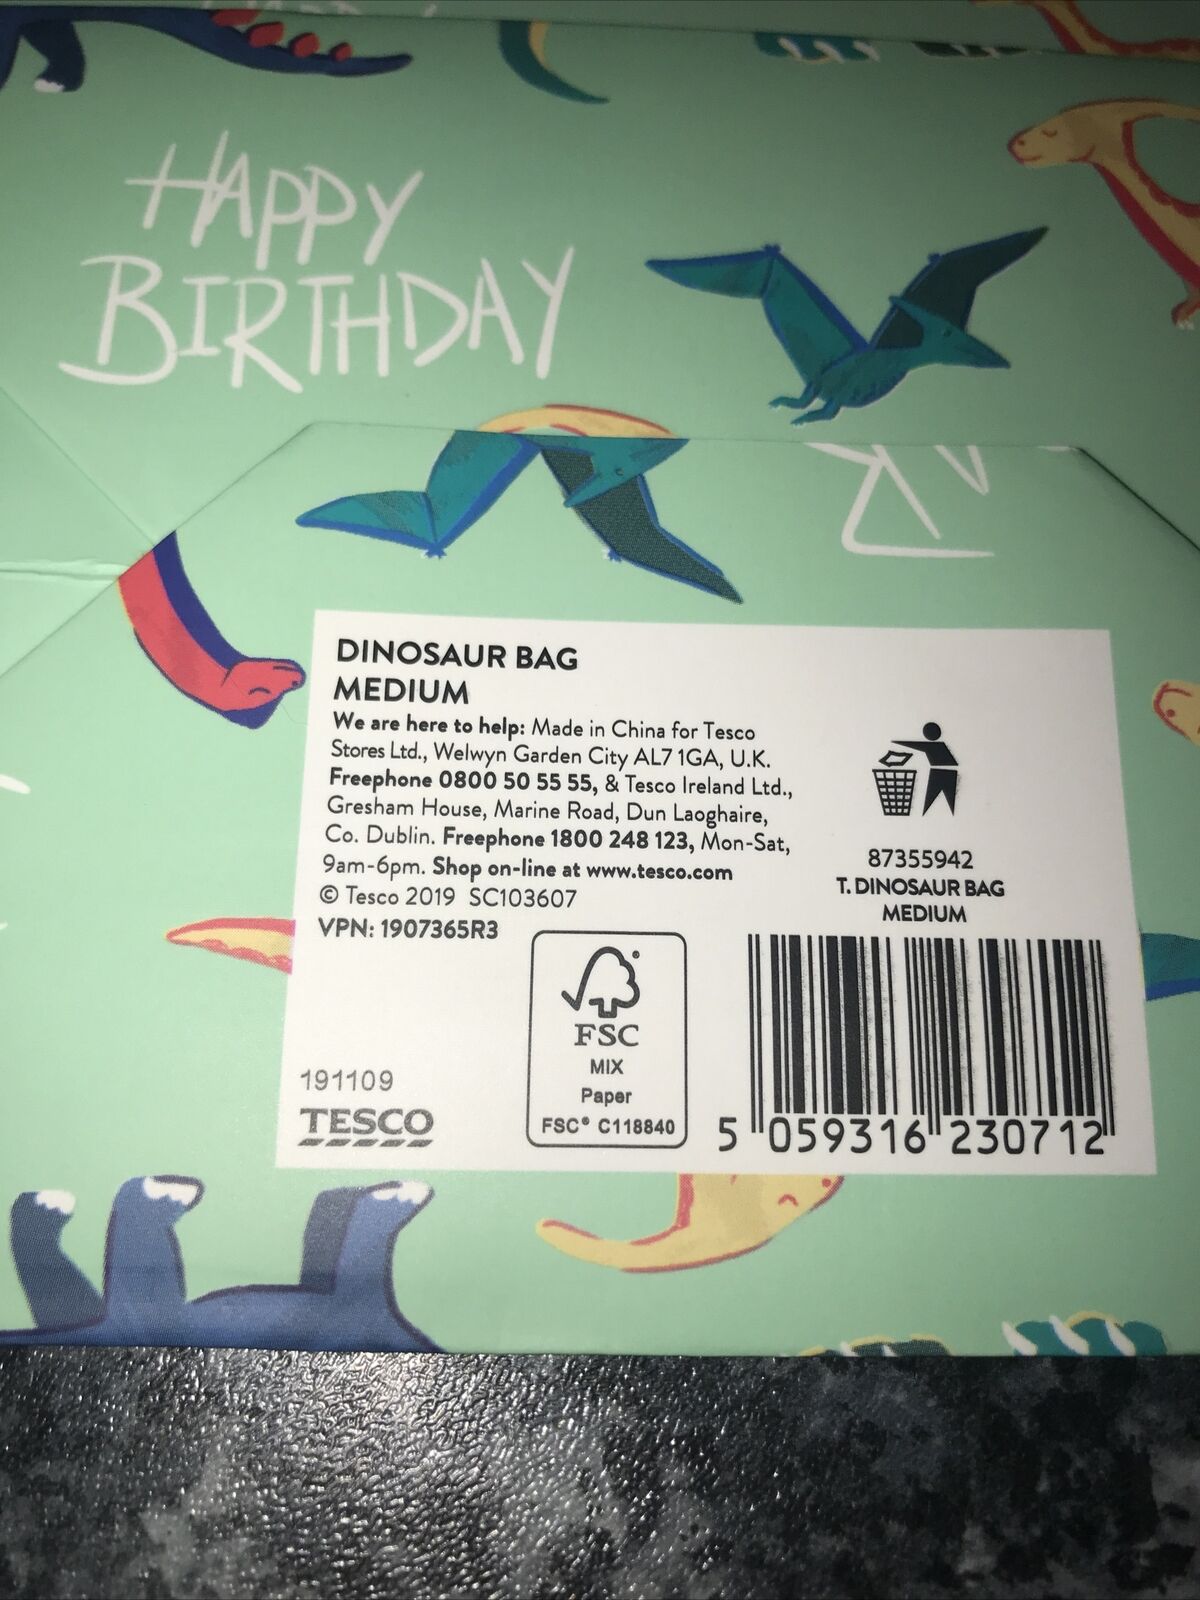 HAPPY
BIRTHDAY
DINOSAUR BAG
MEDIUM
We are here to help: Made in China for Tesco
Stores Ltd., Welwyn Garden City AL7 1GA, U.K.
Freephone 0800 50 55 55, & Tesco Ireland Ltd.,
Gresham House, Marine Road, Dun Laoghaire,
Co. Dublin. Freephone 1800 248 123, Mon-Sat,
9am-6pm. Shop on-line at www.tesco.com
© Tesco 2019 SC103607
VPN: 1907365R3
87355942
T. DINOSAUR BAG
MEDIUM
FSC
MIX
Paper
FSC® C118840
191109
TESCO
5 059316 230712